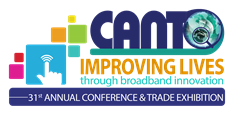 CANTO
IMPROVING LIVES
through broadband innovation
31st ANNUAL CONFERENCE & TRADE EXHIBITION